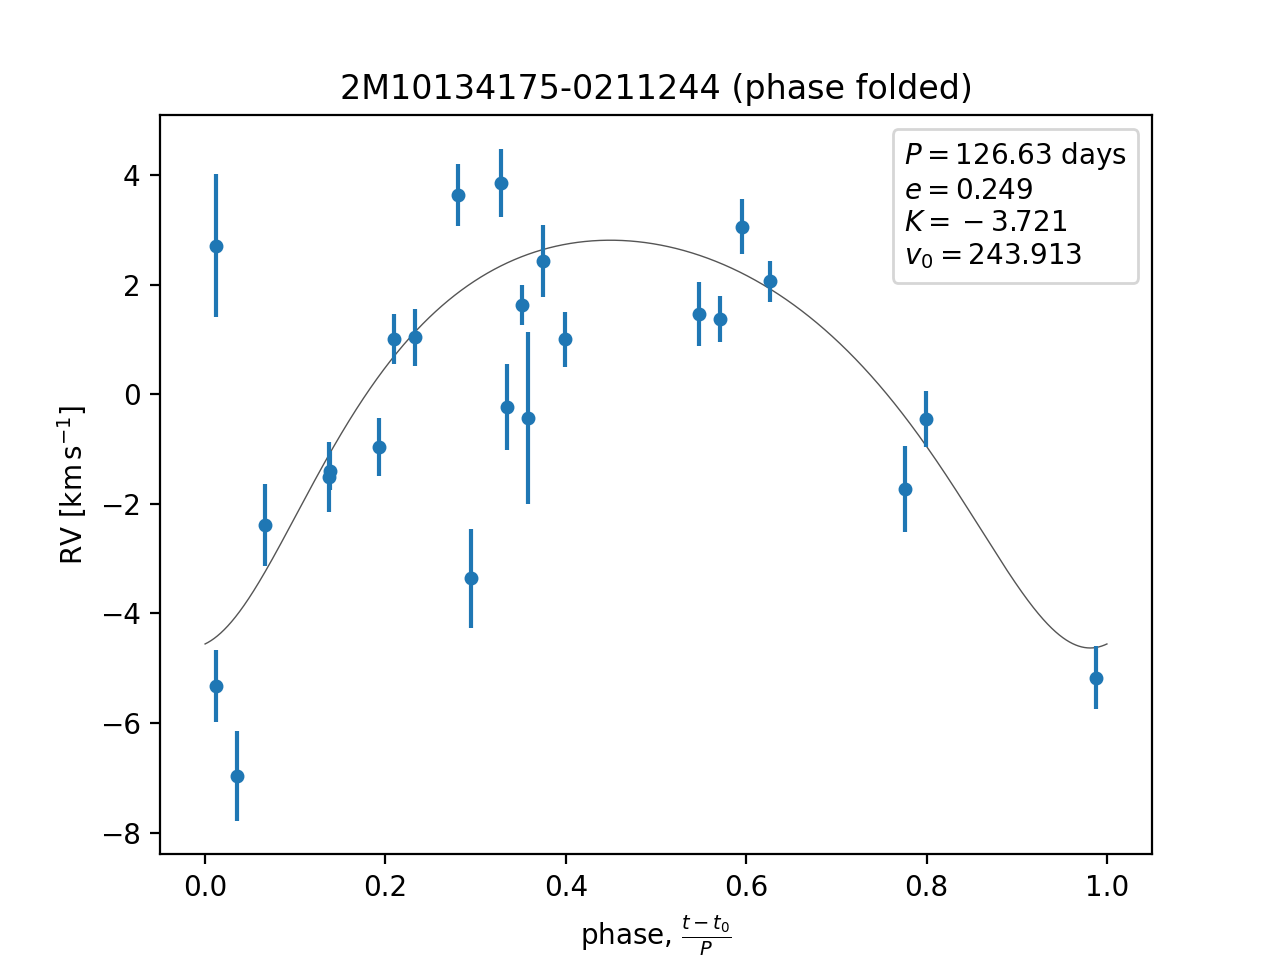 2M10134175-0211244 (phase folded)
P = 126.63 days
e = 0.249
K = − 3.721
v₀ = 243.913
4
2
0
−2
−4
−6
−8
RV [km s⁻¹]
0.0 0.2 0.4 0.6 0.8 1.0
phase, (t − t₀)/P